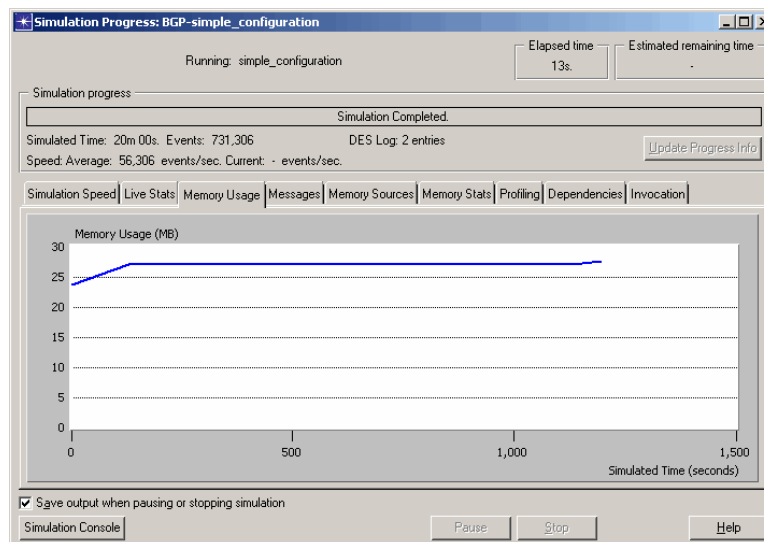 Simulation Progress: BGP-simple_configuration
Running: simple_configuration
Elapsed time
13s.
Estimated remaining time
-
Simulation progress
Simulation Completed.
Simulated Time: 20m 00s. Events: 731,306 DES Log: 2 entries
Speed: Average: 56,306 events/sec. Current: - events/sec.
Update Progress Info
Simulation Speed Live Stats Memory Usage Messages Memory Sources Memory Stats Profiling Dependencies Invocation
Memory Usage (MB)
30
25
20
15
10
5
0
0 500 1,000 1,500
Simulated Time (seconds)
Save output when pausing or stopping simulation
Simulation Console Pause Stop Help